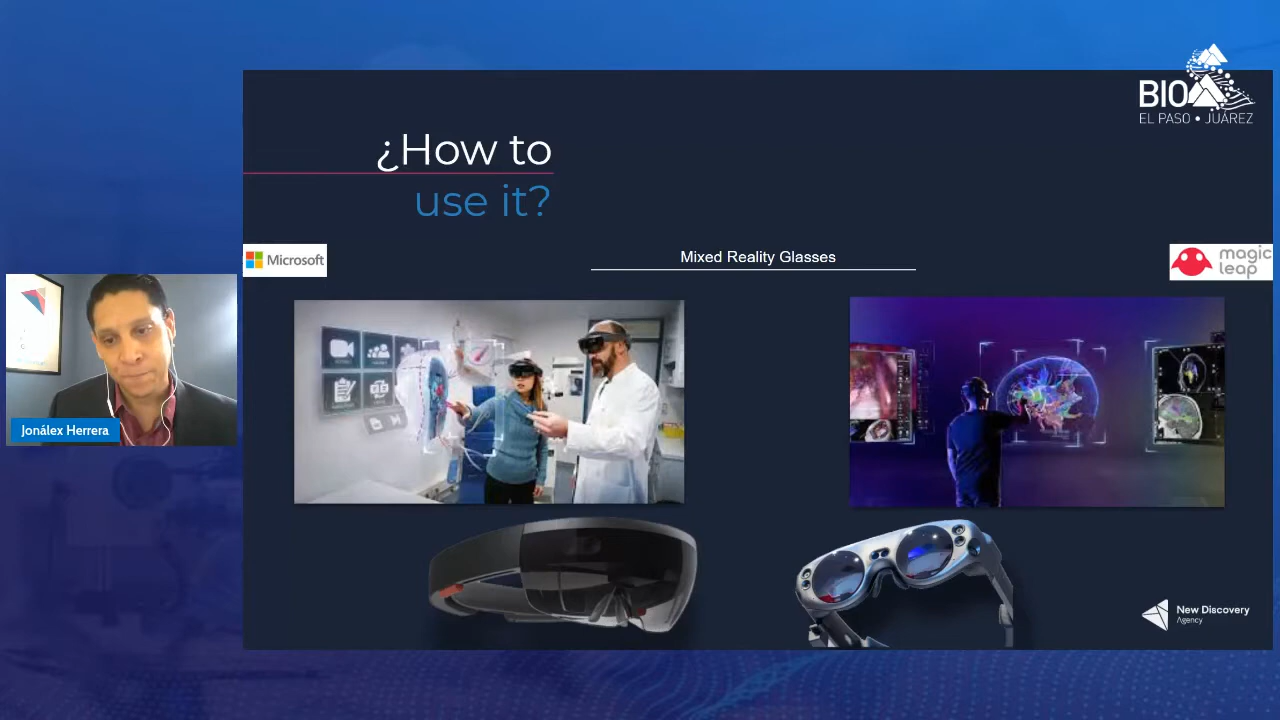 BIO
EL PASO • JUÁREZ
¿How to
use it?
Microsoft
Mixed Reality Glasses
magic
leap
Jonálex Herrera
New Discovery
Agency